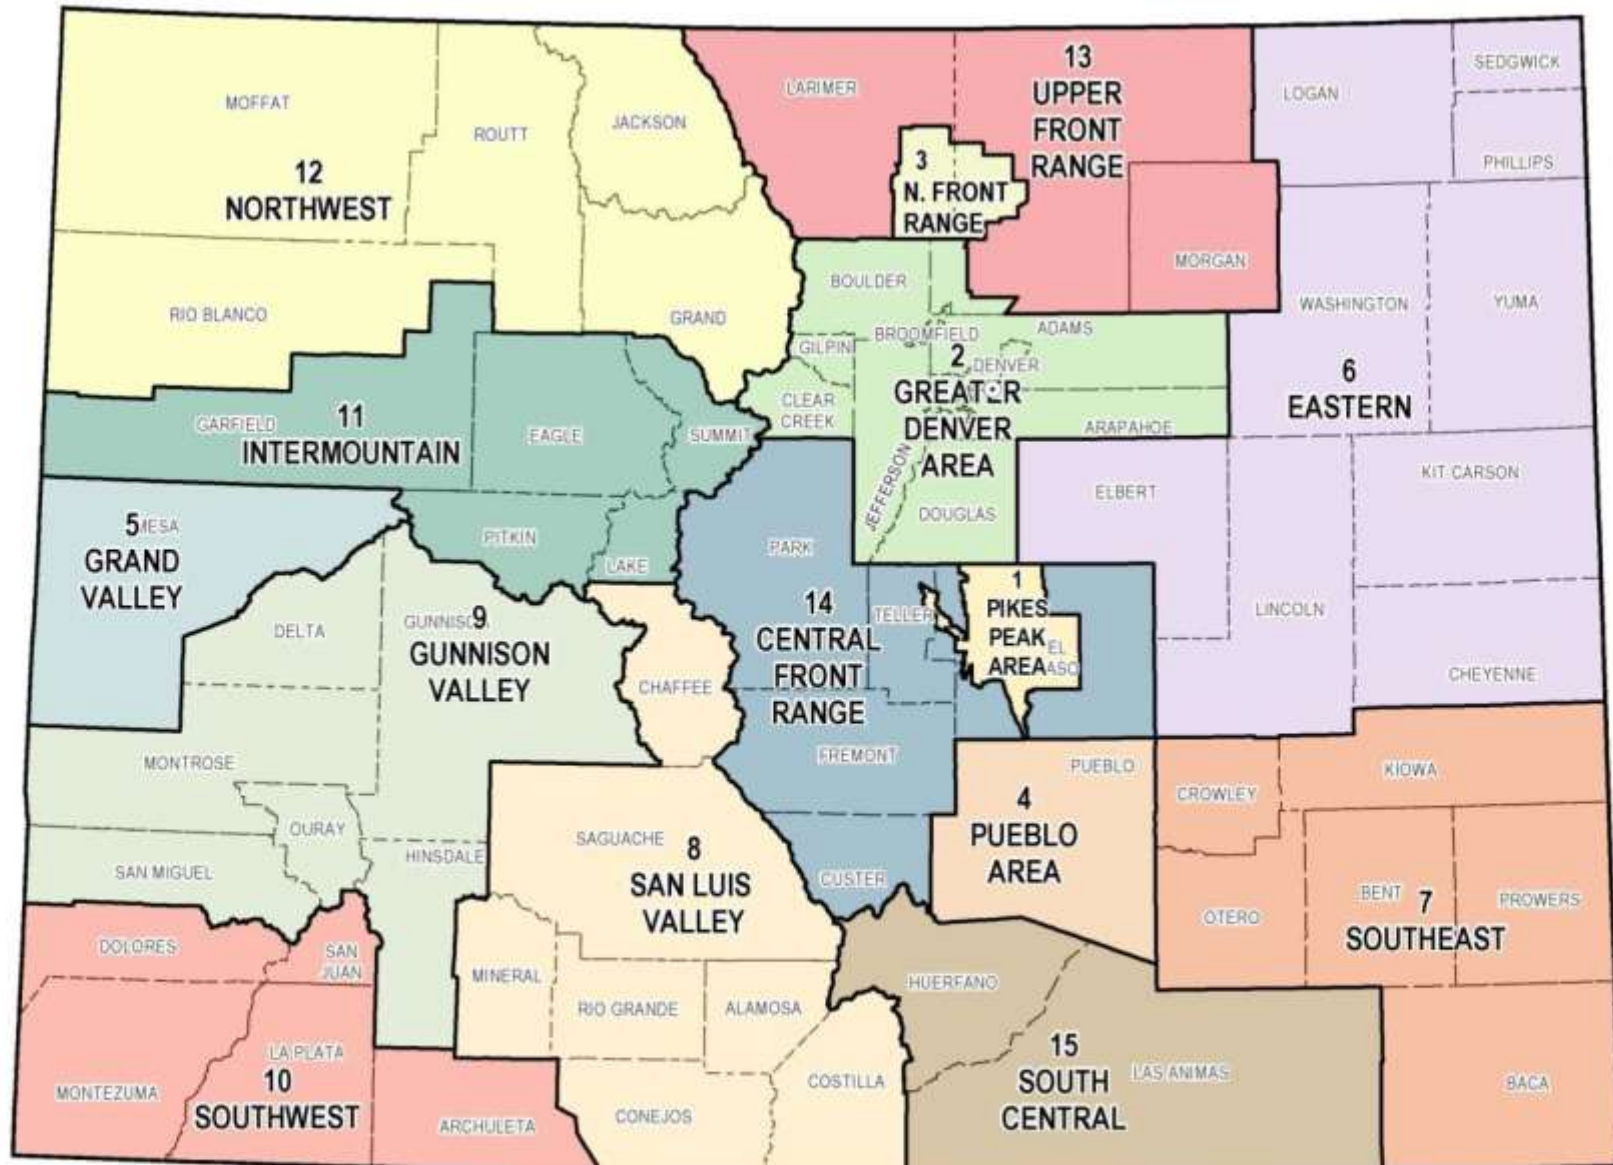 MOFFAT
ROUTT
JACKSON
LARIMER
13
UPPER
FRONT
RANGE
LOGAN
SEDGWICK
PHILLIPS
12
NORTHWEST
3
N. FRONT
RANGE
MORGAN
WASHINGTON
YUMA
RIO BLANCO
GRAND
BOULDER
BROOMFIELD
ADAMS
GILPIN
DENVER
2
GREATER
DENVER
AREA
CLEAR
CREEK
ARAPAHOE
6
EASTERN
GARFIELD
11
INTERMOUNTAIN
EAGLE
SUMMIT
JEFFERSON
DOUGLAS
ELBERT
KIT CARSON
5
MESA
GRAND
VALLEY
PITKIN
LAKE
PARK
14
CENTRAL
FRONT
RANGE
TELLER
1
PIKES
PEAK
AREA
EL
PASO
LINCOLN
CHEYENNE
DELTA
GUNNISON
9
GUNNISON
VALLEY
CHAFFEE
MONTROSE
FREMONT
PUEBLO
4
PUEBLO
AREA
CROWLEY
KIOWA
OURAY
HINSDALE
SAGUACHE
8
SAN LUIS
VALLEY
CUSTER
SAN MIGUEL
OTERO
BENT
7
SOUTHEAST
PROWERS
DOLORES
SAN
JUAN
MINERAL
RIO GRANDE
ALAMOSA
HUERFANO
LA PLATA
10
SOUTHWEST
MONTEZUMA
ARCHULETA
CONEJOS
COSTILLA
15
SOUTH
CENTRAL
LAS ANIMAS
BACA